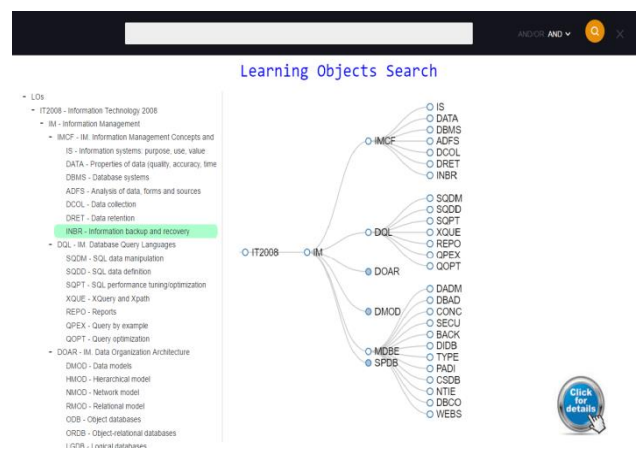 AND/OR AND
X
Learning Objects Search
- LOs
- IT2008 - Information Technology 2008
- IM - Information Management
- IMCF - IM. Information Management Concepts and
IS - Information systems: purpose, use, value
DATA - Properties of data (quality, accuracy, time
DBMS - Database systems
ADFS - Analysis of data, forms and sources
DCOL - Data collection
DRET - Data retention
INBR - Information backup and recovery
- DQL - IM. Database Query Languages
SQDM - SQL data manipulation
SQDD - SQL data definition
SQPT - SQL performance tuning/optimization
XQUE - XQuery and Xpath
REPO - Reports
QPEX - Query by example
QOPT - Query optimization
- DOAR - IM. Data Organization Architecture
DMOD - Data models
HMOD - Hierarchical model
NMOD - Network model
RMOD - Relational model
ODB - Object databases
ORDB - Object-relational databases
LGDB - Logical databases
IT2008
IM
IMCF
IS
DATA
DBMS
ADFS
DCOL
DRET
INBR
DQL
SQDM
SQDD
SQPT
XQUE
REPO
QPEX
QOPT
DOAR
DMOD
MDBE
SPDB
DADM
DBAD
CONC
SECU
BACK
DIDB
TYPE
PADI
CSDB
NTIE
DBCO
WEBS
Click
for
details